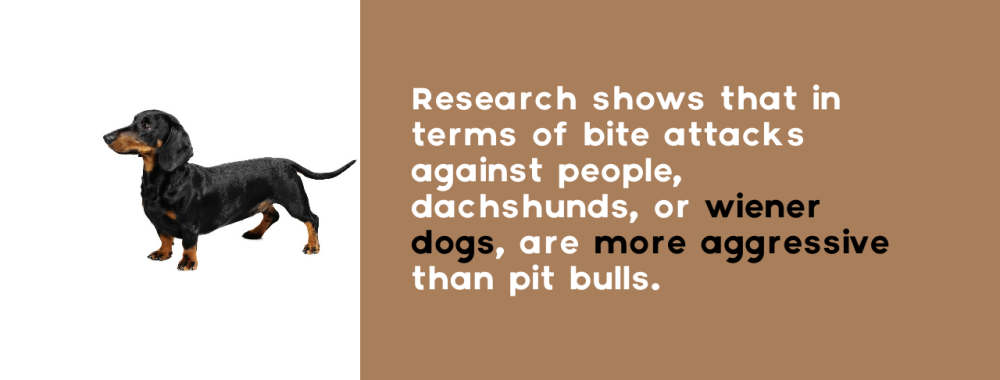 Research shows that in
terms of bite attacks
against people,
dachshunds, or wiener
dogs, are more aggressive
than pit bulls.